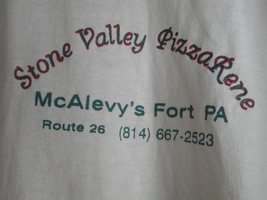 Stone Valley PizzaRene
McAlevy's Fort PA
Route 26 (814) 667-2523